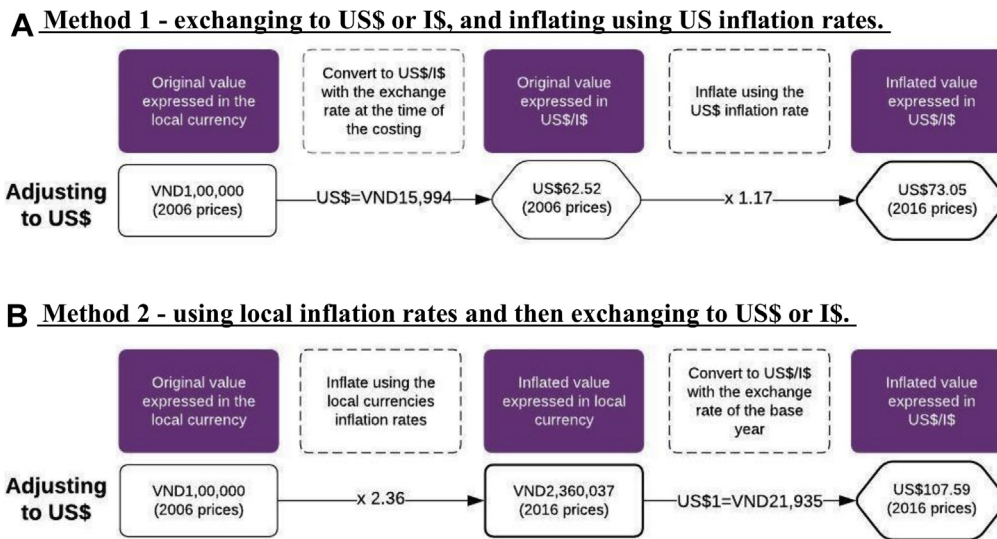 A Method 1 - exchanging to US$ or I$, and inflating using US inflation rates.
Original value
expressed in the
local currency
Convert to US$/I$
with the exchange
rate at the time of
the costing
Original value
expressed in
US$/I$
Inflate using the
US$ inflation rate
Inflated value
expressed in
US$/I$
Adjusting
to US$
VND1,00,000
(2006 prices)
US$=VND15,994
US$62.52
(2006 prices)
x 1.17
US$73.05
(2016 prices)
B Method 2 - using local inflation rates and then exchanging to US$ or I$.
Original value
expressed in the
local currency
Inflate using the
local currencies
inflation rates
Inflated value
expressed in local
currency
Convert to US$/I$
with the exchange
rate of the base
year
Inflated value
expressed in
US$/I$
Adjusting
to US$
VND1,00,000
(2006 prices)
x 2.36
VND2,360,037
(2016 prices)
US$1=VND21,935
US$107.59
(2016 prices)